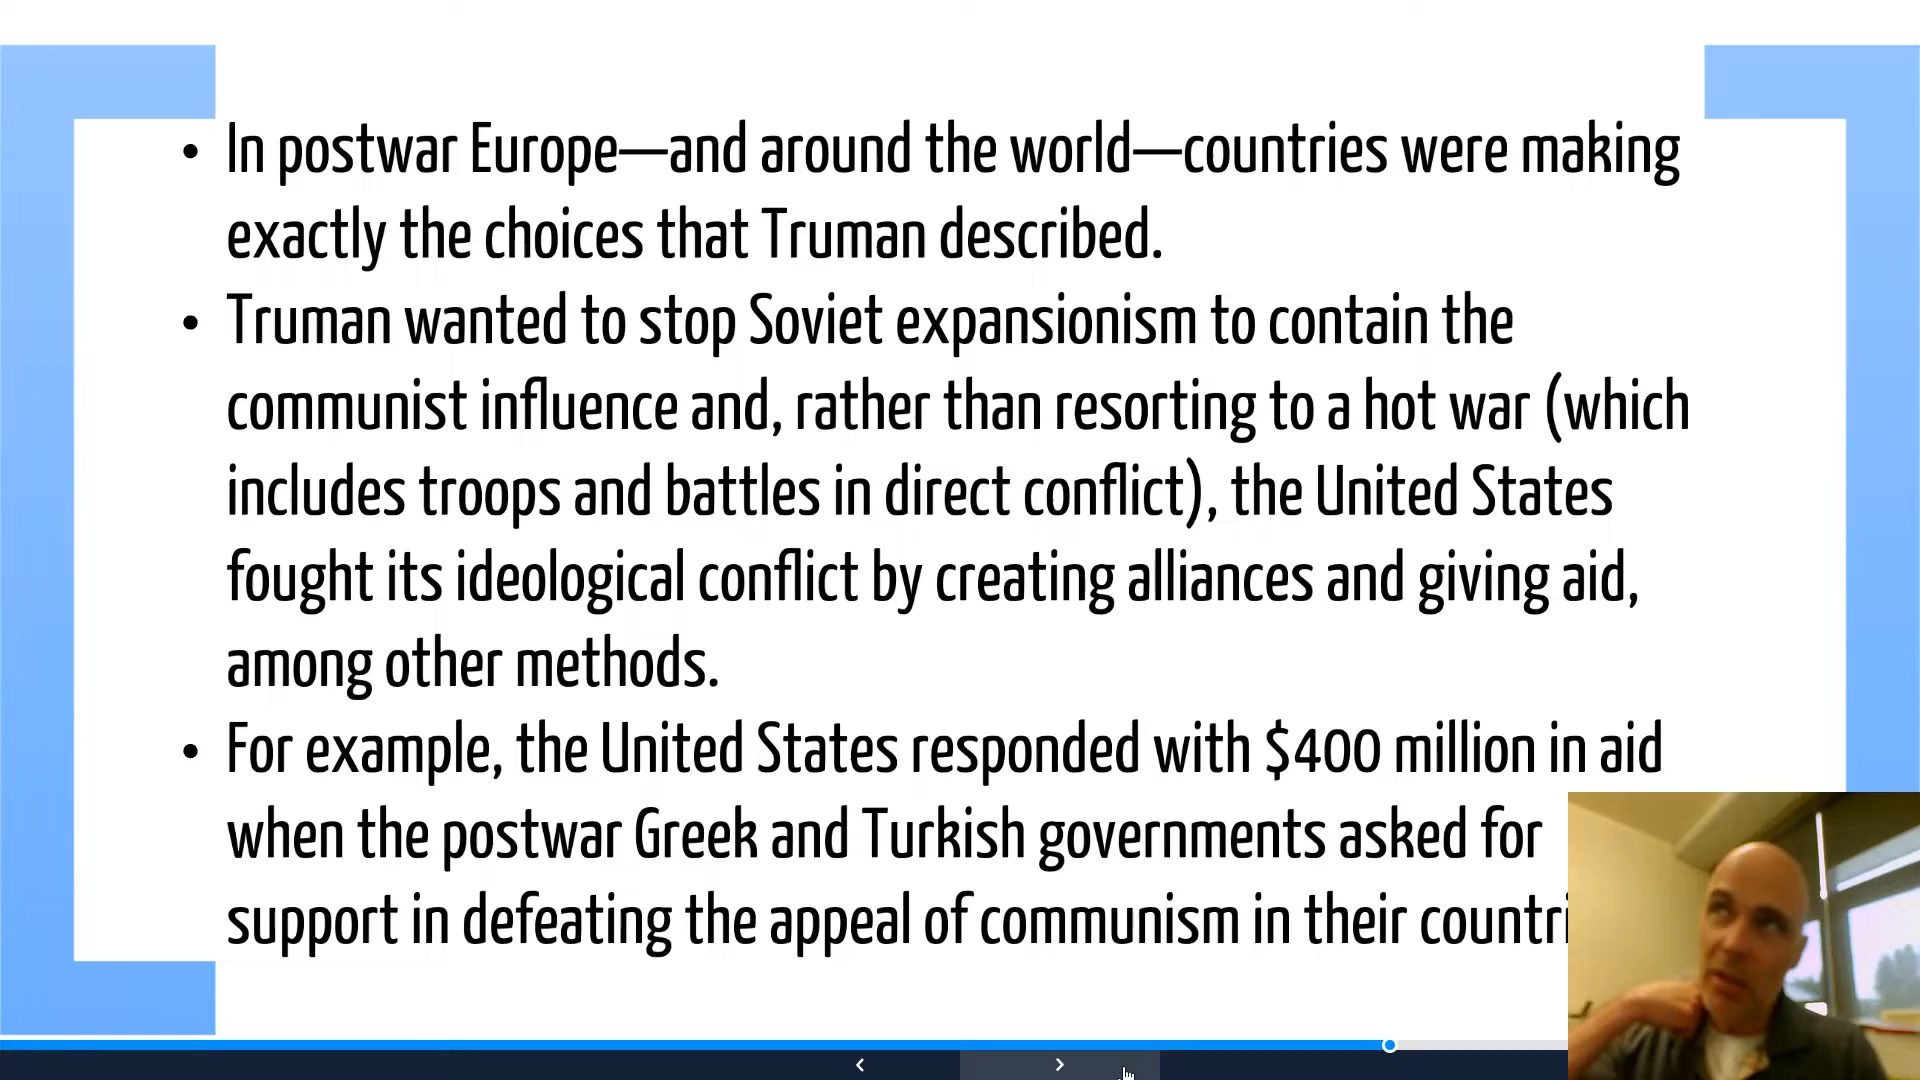 • In postwar Europe—and around the world—countries were making
exactly the choices that Truman described.
• Truman wanted to stop Soviet expansionism to contain the
communist influence and, rather than resorting to a hot war (which
includes troops and battles in direct conflict), the United States
fought its ideological conflict by creating alliances and giving aid,
among other methods.
• For example, the United States responded with $400 million in aid
when the postwar Greek and Turkish governments asked for
support in defeating the appeal of communism in their